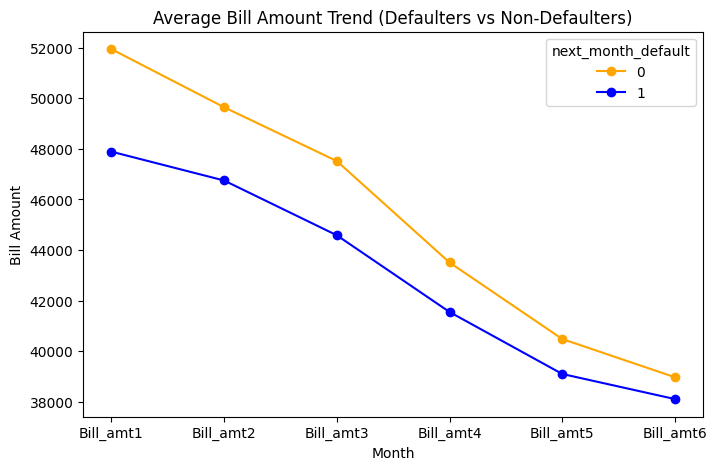 Average Bill Amount Trend (Defaulters vs Non-Defaulters)
next_month_default
0
1
Bill Amount
52000
50000
48000
46000
44000
42000
40000
38000
Bill_amt1 Bill_amt2 Bill_amt3 Bill_amt4 Bill_amt5 Bill_amt6
Month